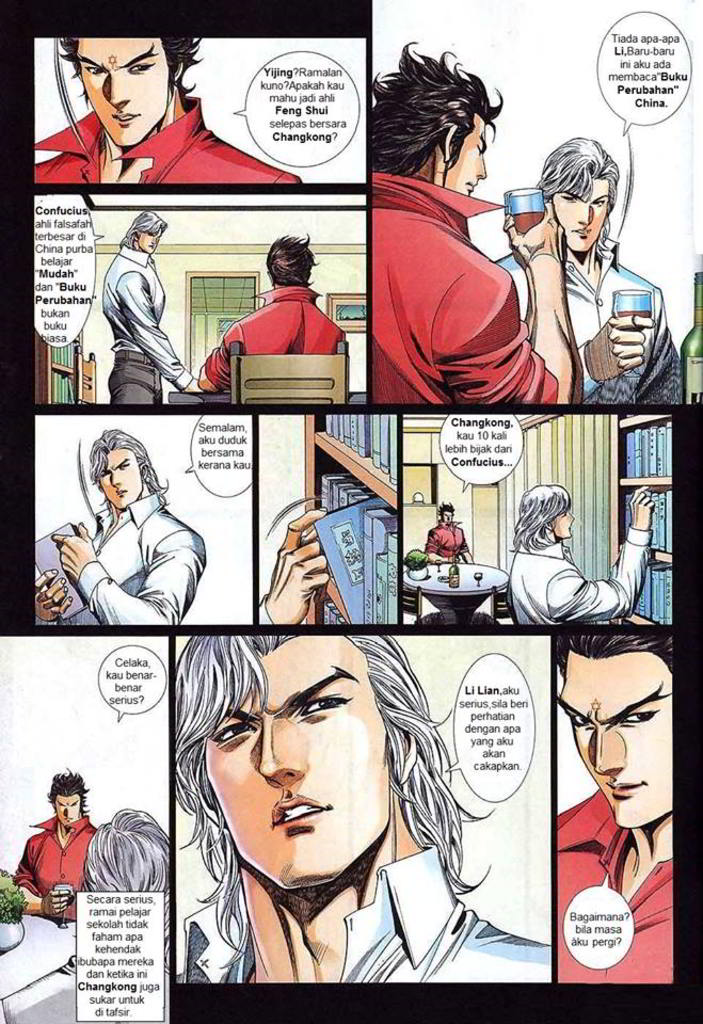 Yijing?Ramalan
kuno?Apakah kau
mahu jadi ahli
Feng Shui
selepas bersara
Changkong?
Tiada apa-apa
Li,Baru-baru
ini aku ada
membaca"Buku
Perubahan"
China.
Confucius,
ahli falsafah
terbesar di
China purba
belajar
"Mudah"
dan "Buku
Perubahan"
bukan
buku
biasa.
Semalam,
aku duduk
bersama
kerana kau.
Changkong,
kau 10 kali
lebih bijak dari
Confucius...
Celaka,
kau benar-
benar
serius?
Secara serius,
ramai pelajar
sekolah tidak
faham apa
kehendak
ibubapa mereka
dan ketika ini
Changkong juga
sukar untuk
di tafsir.
Li Lian,aku
serius,sila beri
perhatian
dengan apa
yang aku
akan
cakapkan.
Bagaimana?
bila masa
aku pergi?